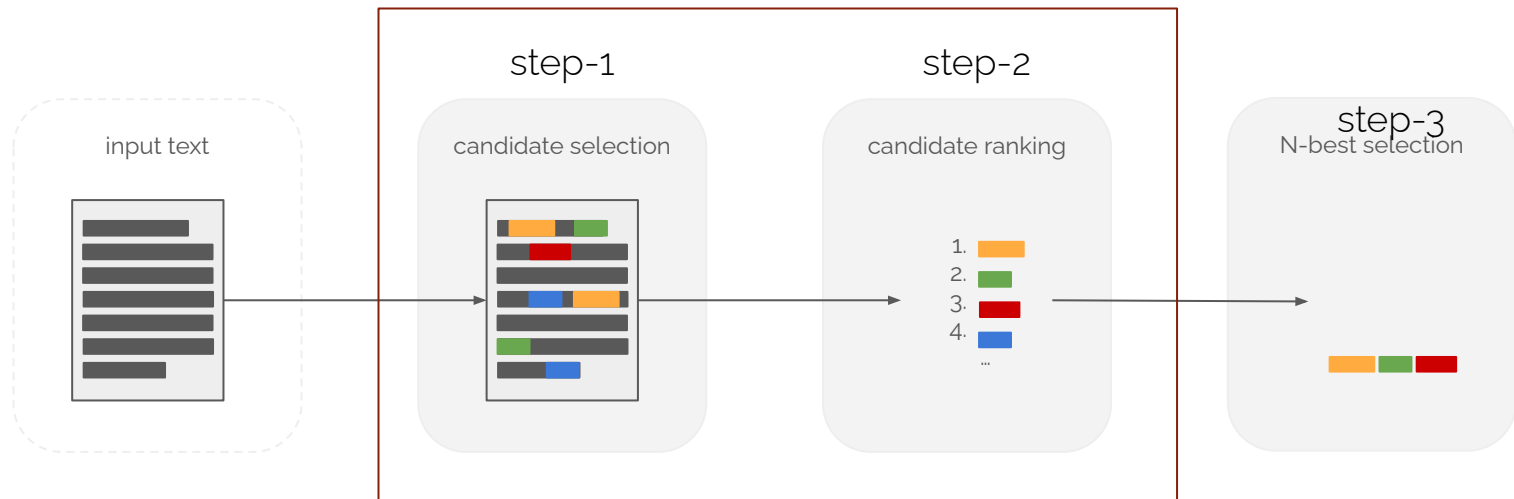 step-1
step-2
step-3
input text
candidate selection
candidate ranking
N-best selection
1.
2.
3.
4.
...